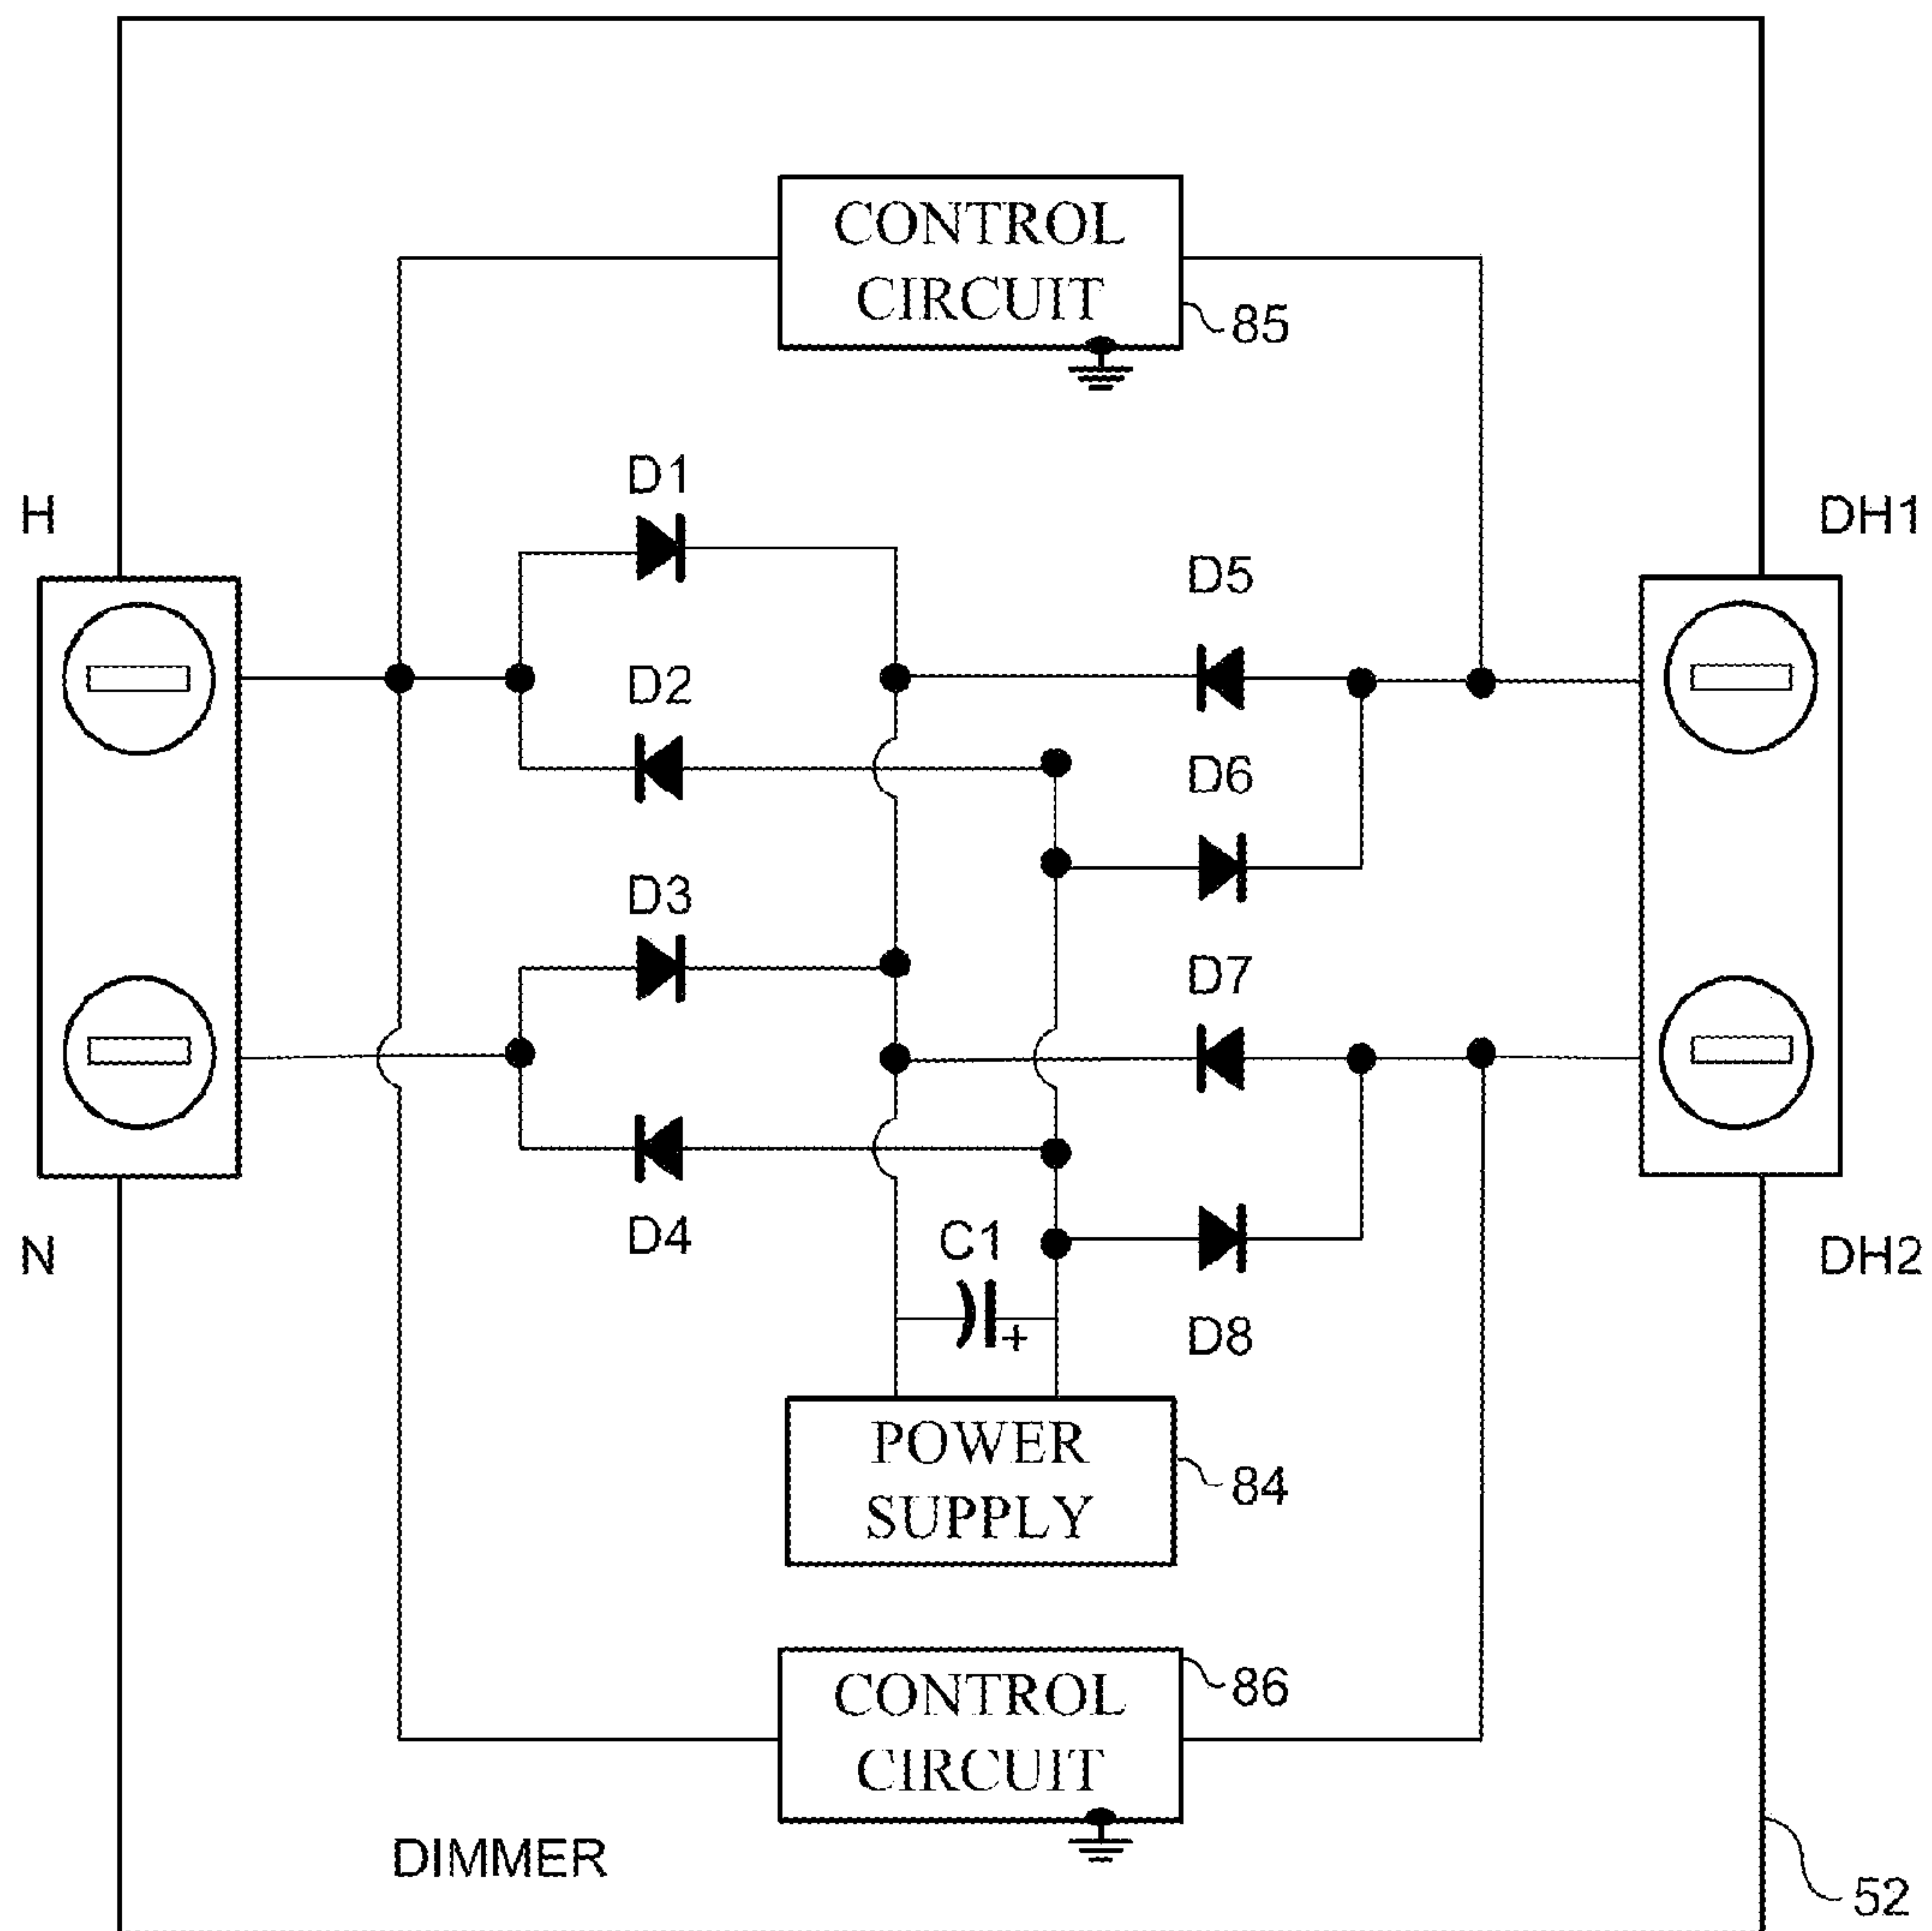 CONTROL
CIRCUIT
85
D1
H
DH1
D5
D2
D6
D3
D7
D4
C1
N
DH2
+
D8
POWER
SUPPLY
84
CONTROL
CIRCUIT
86
DIMMER
52